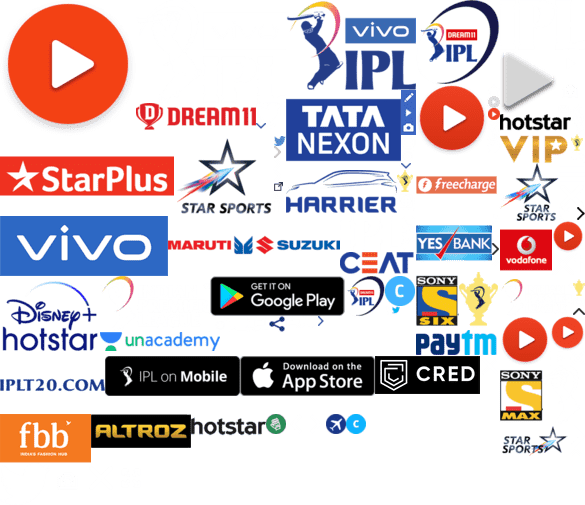 vivo
IPL
DREAM11
IPL
DREAM11
TATA
NEXON
hotstar
VIP
StarPlus
STAR SPORTS
HARRIER
freecharge
STAR
SPORTS
vivo
MARUTI SUZUKI
CEAT
YES BANK
vodafone
Disney+
hotstar
unacademy
GET IT ON
Google Play
IPL
C
SONY
SIX
paytm
IPLT20.COM
IPL on Mobile
Download on the
App Store
CRED
SONY
MAX
fbb
INDIA'S FASHION HUB
ALTROZ
hotstar
C
STAR
SPORTS